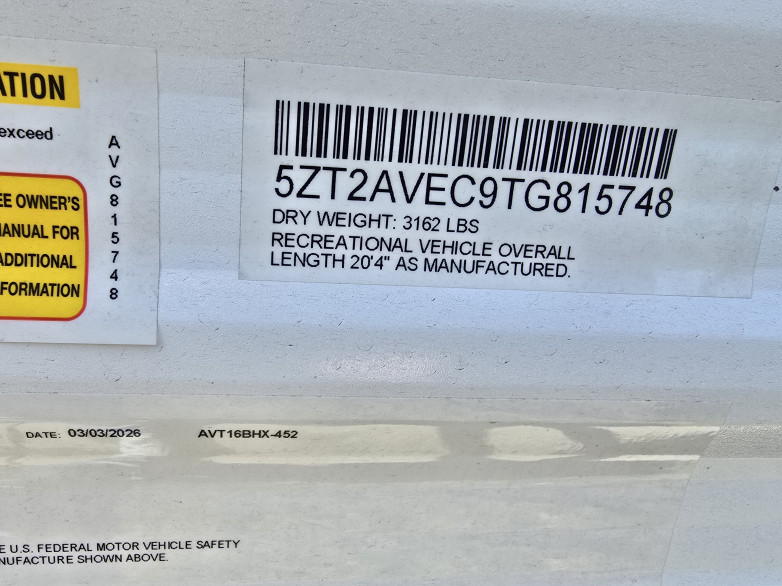 ATION
exceed
A
V
G
8
1
5
7
4
8
EE OWNER'S
MANUAL FOR
ADDITIONAL
FORMATION
5ZT2AVEC9TG815748
DRY WEIGHT: 3162 LBS
RECREATIONAL VEHICLE OVERALL
LENGTH 20'4" AS MANUFACTURED.
DATE: 03/03/2026 AVT16BHX-452
E U.S. FEDERAL MOTOR VEHICLE SAFETY
NUFACTURE SHOWN ABOVE.